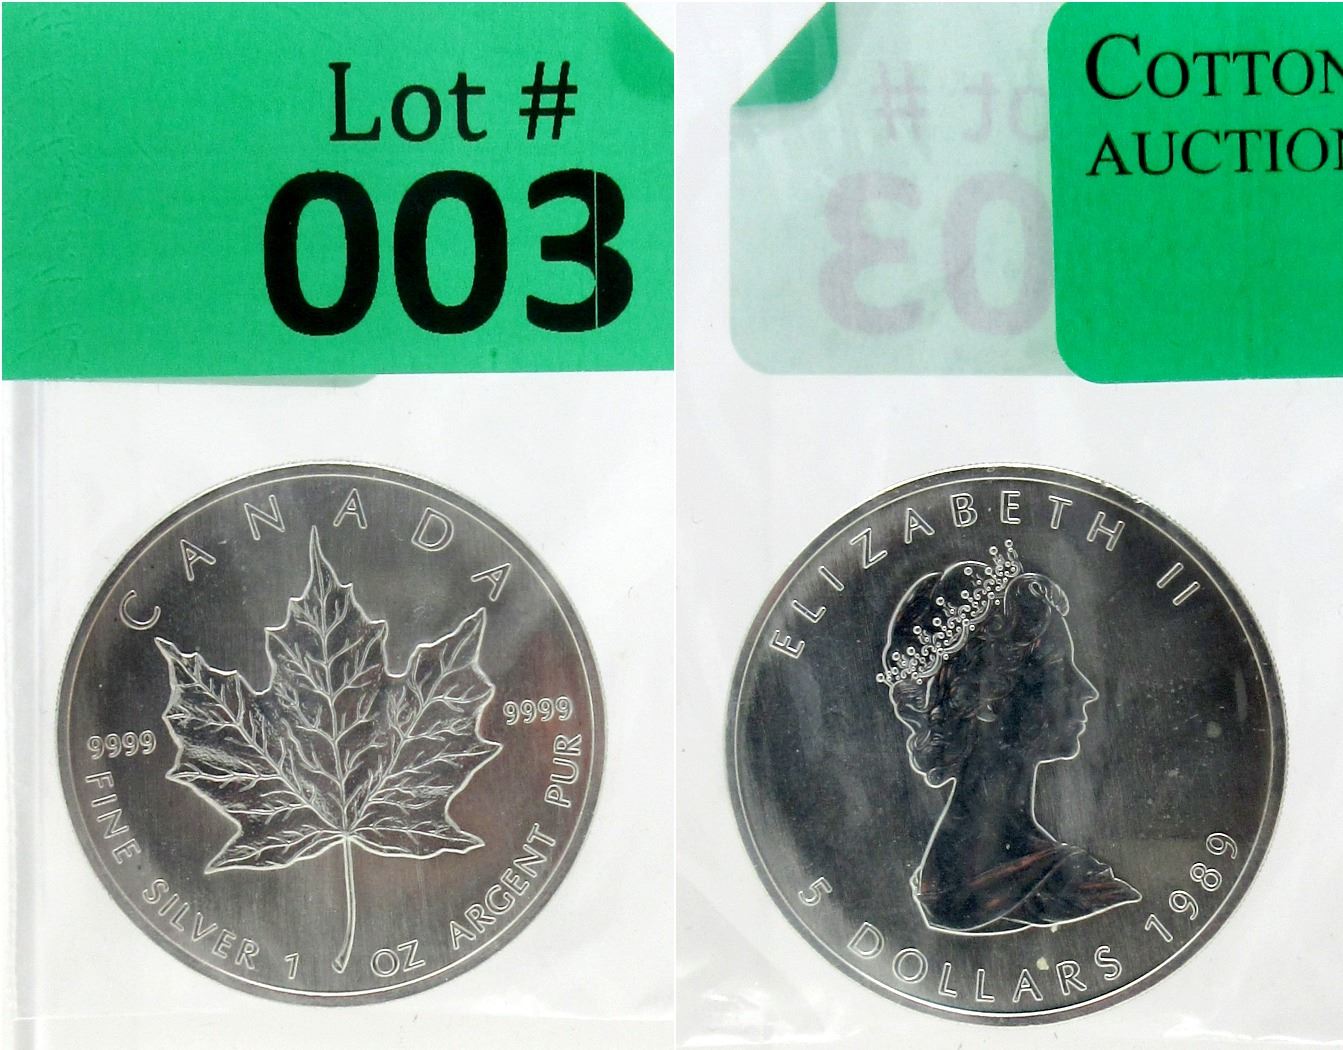 Lot #
003
CANADA
9999 9999
FINE SILVER 1 OZ ARGENT PUR
COTTON
AUCTION
ELIZABETH II
5 DOLLARS 1989